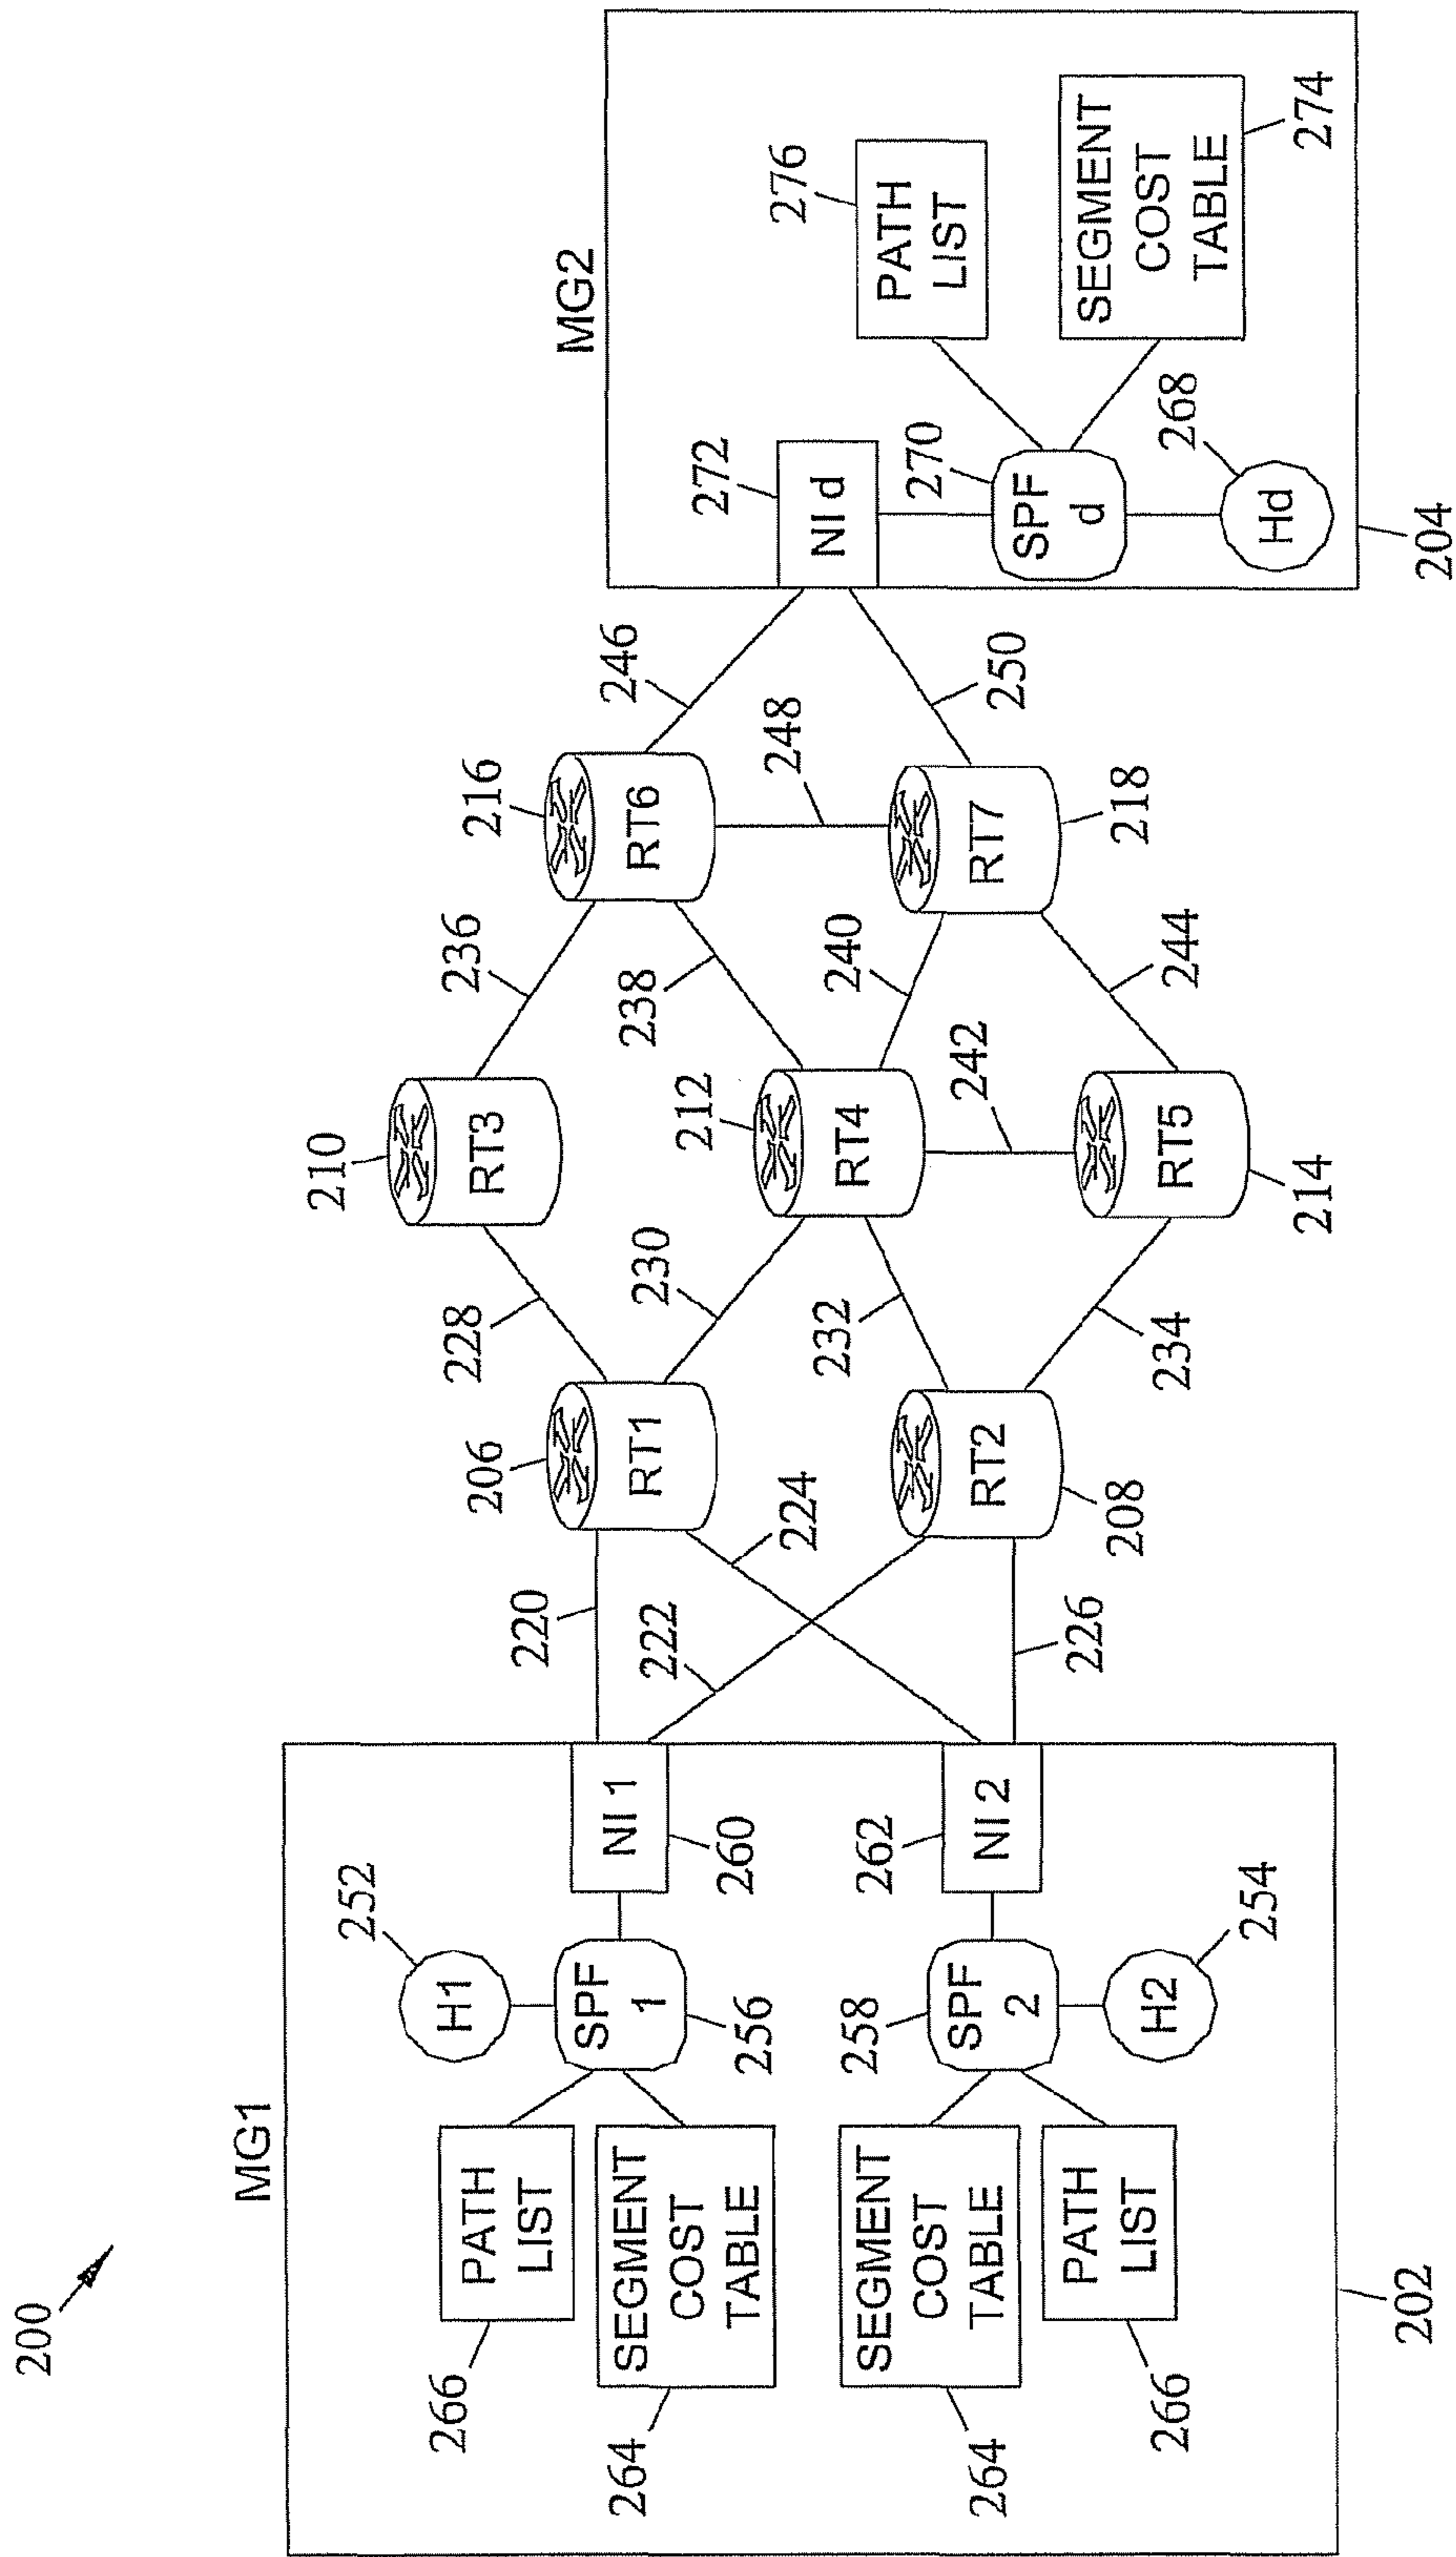 200
MG1
266
PATH
LIST
264
SEGMENT
COST
TABLE
H1
252
SPF
1
256
NI 1
260
264
SEGMENT
COST
TABLE
266
PATH
LIST
258
SPF
2
H2
254
262
NI 2
202
220
222
224
226
206
RT1
RT2
208
228
230
232
234
210
RT3
212
RT4
242
RT5
214
236
238
240
244
216
RT6
248
RT7
218
246
250
MG2
272
NI d
270
SPF
d
268
Hd
276
PATH
LIST
SEGMENT
COST
TABLE
274
204